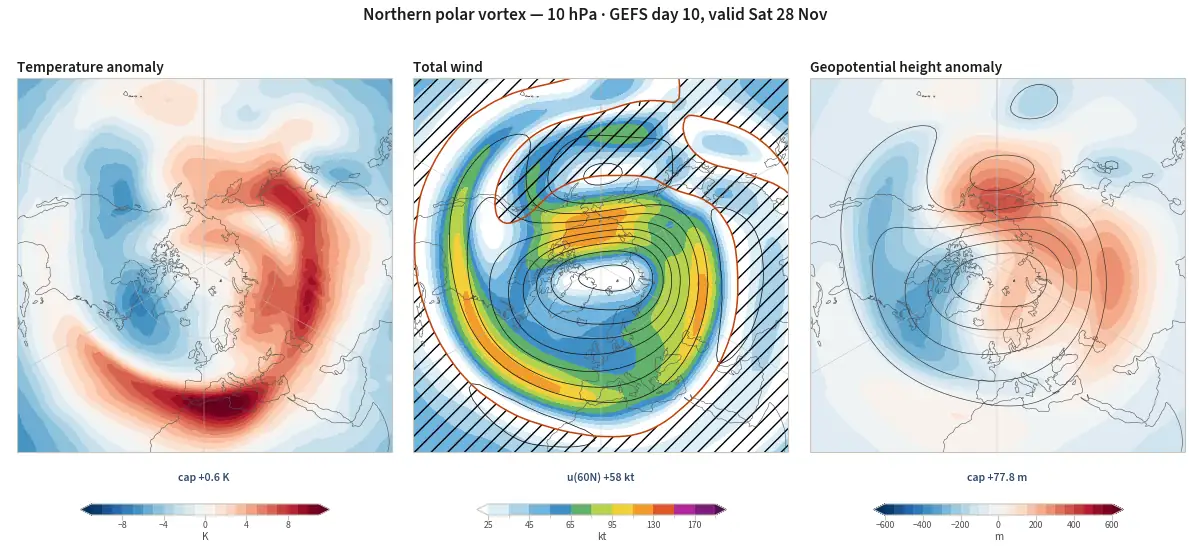 Northern polar vortex — 10 hPa · GEFS day 10, valid Sat 28 Nov
Temperature anomaly
Total wind
Geopotential height anomaly
cap +0.6 K
u(60N) +58 kt
cap +77.8 m
−8 −4 0 4 8
K
25 45 65 95 130 170
kt
−600 −400 −200 0 200 400 600
m